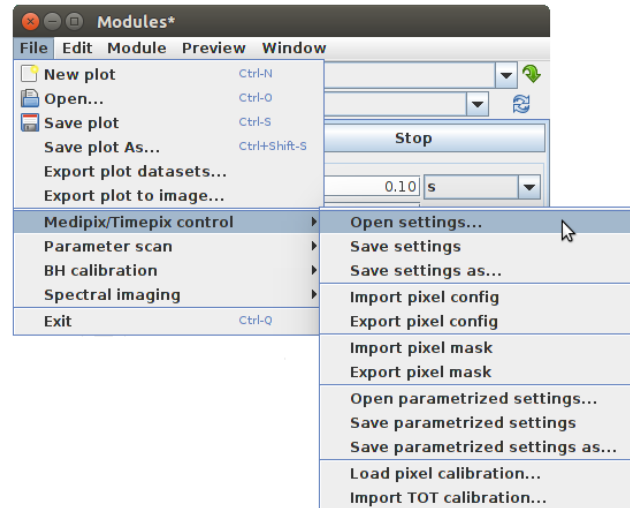 Modules*
File Edit Module Preview Window
New plot Ctrl-N
Open... Ctrl-O
Save plot Ctrl-S
Save plot As... Ctrl+Shift-S
Export plot datasets...
Export plot to image...
Medipix/Timepix control
Parameter scan
BH calibration
Spectral imaging
Exit Ctrl-Q
Stop
0.10 s
Open settings...
Save settings
Save settings as...
Import pixel config
Export pixel config
Import pixel mask
Export pixel mask
Open parametrized settings...
Save parametrized settings
Save parametrized settings as...
Load pixel calibration...
Import TOT calibration...